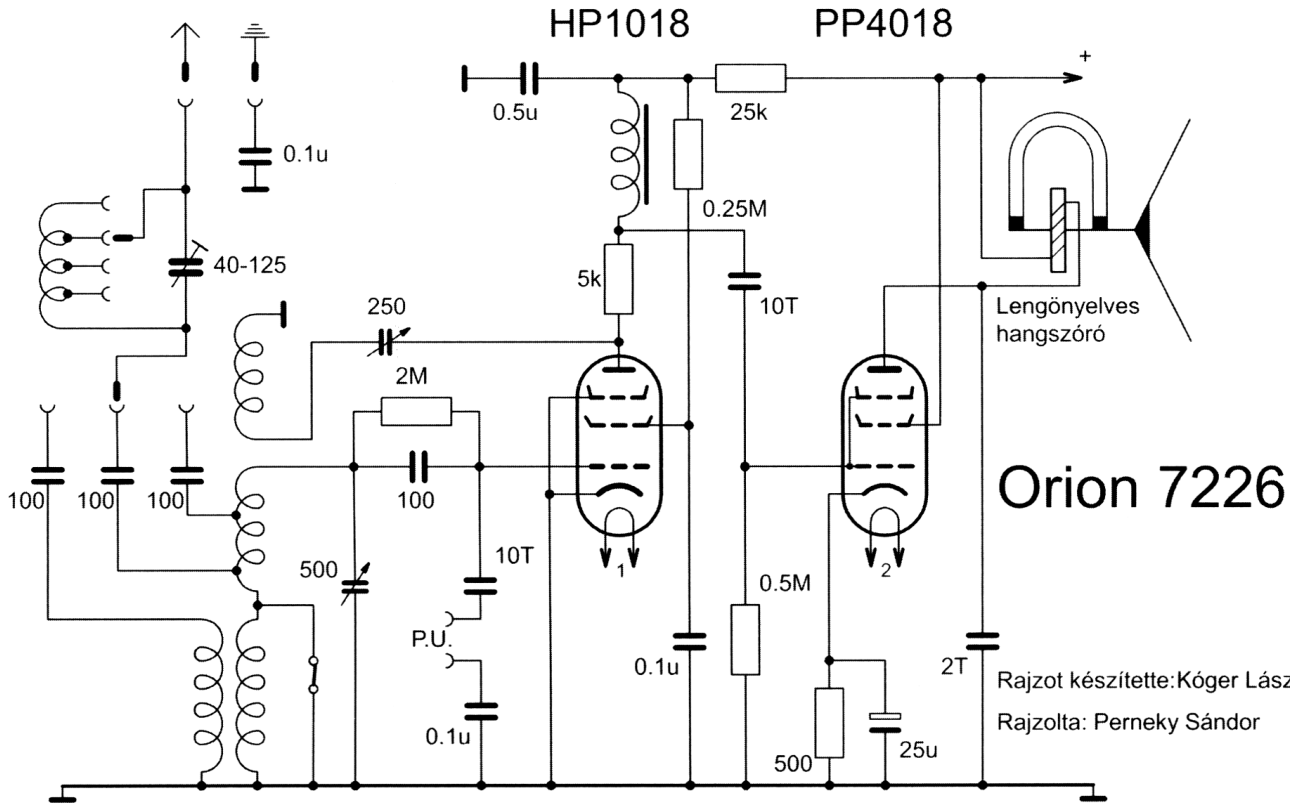 HP1018
PP4018
+
0.5u
25k
0.1u
0.25M
40-125
5k
10T
250
Lengönyelves
hangszóró
2M
100
100
100
100
Orion 7226
500
10T
1
2
0.5M
P.U.
0.1u
2T
Rajzot készítette:Kóger Lász
0.1u
500
25u
Rajzolta: Perneky Sándor